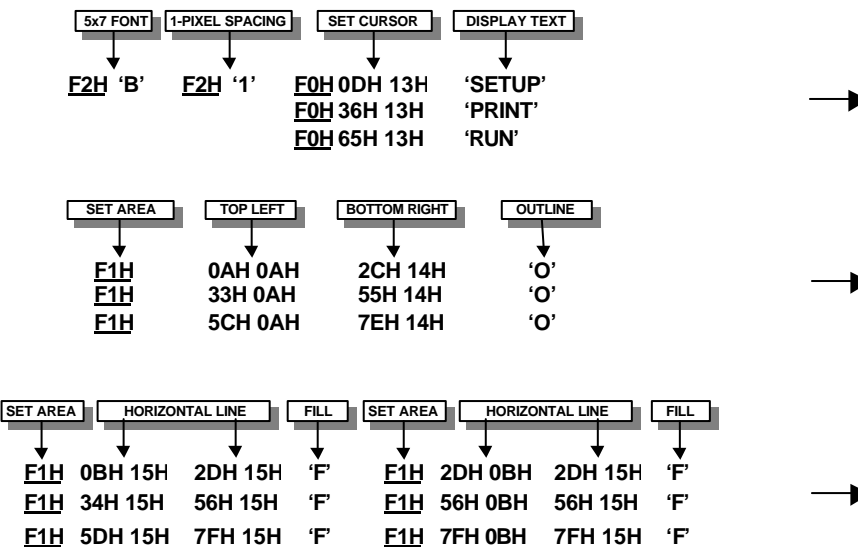 5x7 FONT 1-PIXEL SPACING SET CURSOR DISPLAY TEXT
F2H ‘B’ F2H ‘1’ F0H 0DH 13H ‘SETUP’
F0H 36H 13H ‘PRINT’
F0H 65H 13H ‘RUN’
SET AREA TOP LEFT BOTTOM RIGHT OUTLINE
F1H 0AH 0AH 2CH 14H ‘O’
F1H 33H 0AH 55H 14H ‘O’
F1H 5CH 0AH 7EH 14H ‘O’
SET AREA HORIZONTAL LINE FILL SET AREA HORIZONTAL LINE FILL
F1H 0BH 15H 2DH 15H ‘F’ F1H 2DH 0BH 2DH 15H ‘F’
F1H 34H 15H 56H 15H ‘F’ F1H 56H 0BH 56H 15H ‘F’
F1H 5DH 15H 7FH 15H ‘F’ F1H 7FH 0BH 7FH 15H ‘F’